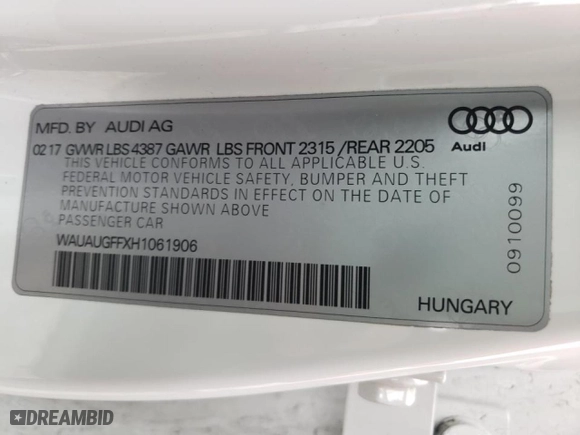 MFD. BY AUDI AG
02 17 GVWR LBS 4387 GAWR LBS FRONT 2315 /REAR 2205
THIS VEHICLE CONFORMS TO ALL APPLICABLE U.S.
FEDERAL MOTOR VEHICLE SAFETY, BUMPER AND THEFT
PREVENTION STANDARDS IN EFFECT ON THE DATE OF
MANUFACTURE SHOWN ABOVE
PASSENGER CAR
WAUAUGFFXH1061906
Audi
0910099
HUNGARY
DREAMBID